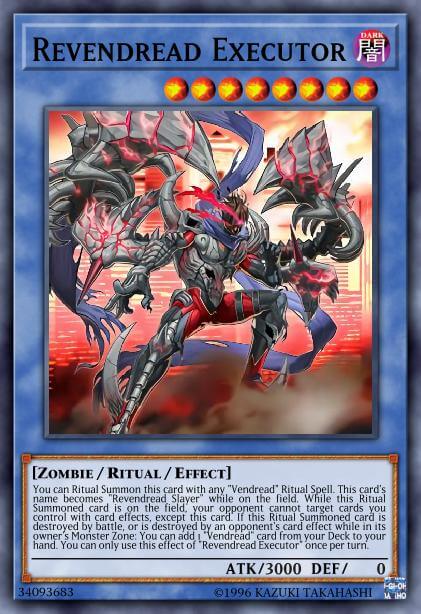 REVENDREAD EXECUTOR
DARK
闇
[ZOMBIE / RITUAL / EFFECT]
You can Ritual Summon this card with any "Vendread" Ritual Spell. This card's
name becomes "Revendread Slayer" while on the field. While this Ritual
Summoned card is on the field, your opponent cannot target cards you
control with card effects, except this card. If this Ritual Summoned card is
destroyed by battle, or is destroyed by an opponent's card effect while in its
owner's Monster Zone: You can add 1 "Vendread" card from your Deck to your
hand. You can only use this effect of "Revendread Executor" once per turn.
ATK/3000 DEF/ 0
34093683
©1996 KAZUKI TAKAHASHI